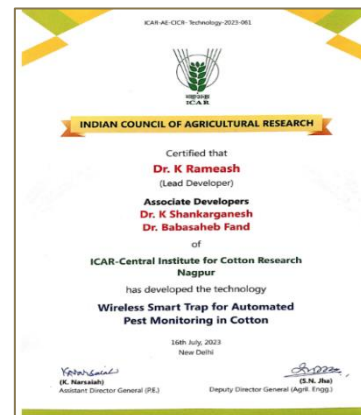 ICAR-AE-CICR- Technology-2023-061
ICAR
INDIAN COUNCIL OF AGRICULTURAL RESEARCH
Certified that
Dr. K Rameash
(Lead Developer)
Associate Developers
Dr. K Shankarganesh
Dr. Babasaheb Fand
of
ICAR-Central Institute for Cotton Research
Nagpur
has developed the technology
Wireless Smart Trap for Automated
Pest Monitoring in Cotton
16th July, 2023
New Delhi
(K. Narsaiah)
Assistant Director General (P.E.)
(S.N. Jha)
Deputy Director General (Agril. Engg.)